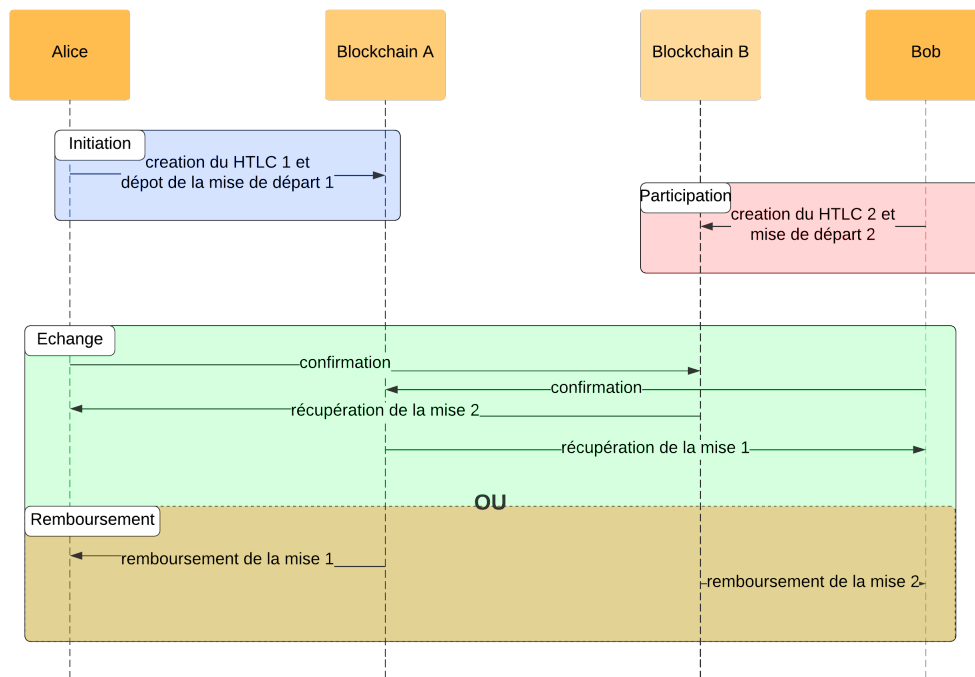 Alice
Blockchain A
Blockchain B
Bob
Initiation
creation du HTLC 1 et
dépot de la mise de départ 1
Participation
creation du HTLC 2 et
mise de départ 2
Echange
confirmation
confirmation
récupération de la mise 2
récupération de la mise 1
OU
Remboursement
remboursement de la mise 1
remboursement de la mise 2